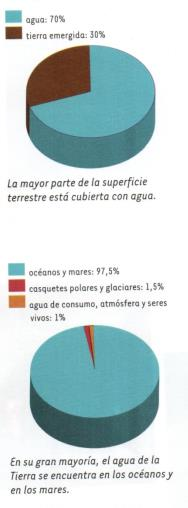 agua: 70%
tierra emergida: 30%
La mayor parte de la superficie
terrestre está cubierta con agua.
océanos y mares: 97,5%
casquetes polares y glaciares: 1,5%
agua de consumo, atmósfera y seres
vivos: 1%
En su gran mayoría, el agua de la
Tierra se encuentra en los océanos y
en los mares.